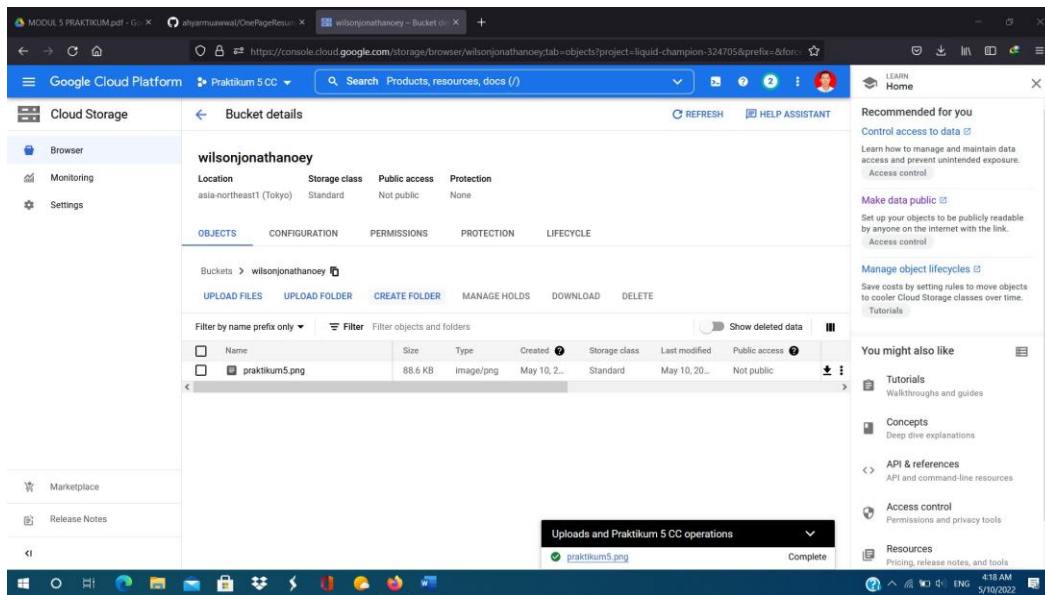 MODUL 5 PRAKTIKUM.pdf - Go
ahyarmuawwal/OnePageResum
wilsonjonathanoey – Bucket de
https://console.cloud.google.com/storage/browser/wilsonjonathanoey;tab=objects?project=liquid-champion-324705&prefix=&forc
Google Cloud Platform
Praktikum 5 CC
Search Products, resources, docs (/)
2
LEARN
Home
Cloud Storage
Bucket details
REFRESH
HELP ASSISTANT
Browser
Monitoring
Settings
wilsonjonathanoey
Location Storage class Public access Protection
asia-northeast1 (Tokyo) Standard Not public None
OBJECTS CONFIGURATION PERMISSIONS PROTECTION LIFECYCLE
Buckets > wilsonjonathanoey
UPLOAD FILES UPLOAD FOLDER CREATE FOLDER MANAGE HOLDS DOWNLOAD DELETE
Filter by name prefix only Filter Filter objects and folders Show deleted data
Name Size Type Created Storage class Last modified Public access
praktikum5.png 88.6 KB image/png May 10, 2... Standard May 10, 20... Not public
Recommended for you
Control access to data
Learn how to manage and maintain data
access and prevent unintended exposure.
Access control
Make data public
Set up your objects to be publicly readable
by anyone on the internet with the link.
Access control
Manage object lifecycles
Save costs by setting rules to move objects
to cooler Cloud Storage classes over time.
Tutorials
You might also like
Tutorials
Walkthroughs and guides
Concepts
Deep dive explanations
API & references
API and command-line resources
Access control
Permissions and privacy tools
Resources
Pricing, release notes, and tools
Marketplace
Release Notes
Uploads and Praktikum 5 CC operations
praktikum5.png Complete
ENG
4:18 AM
5/10/2022